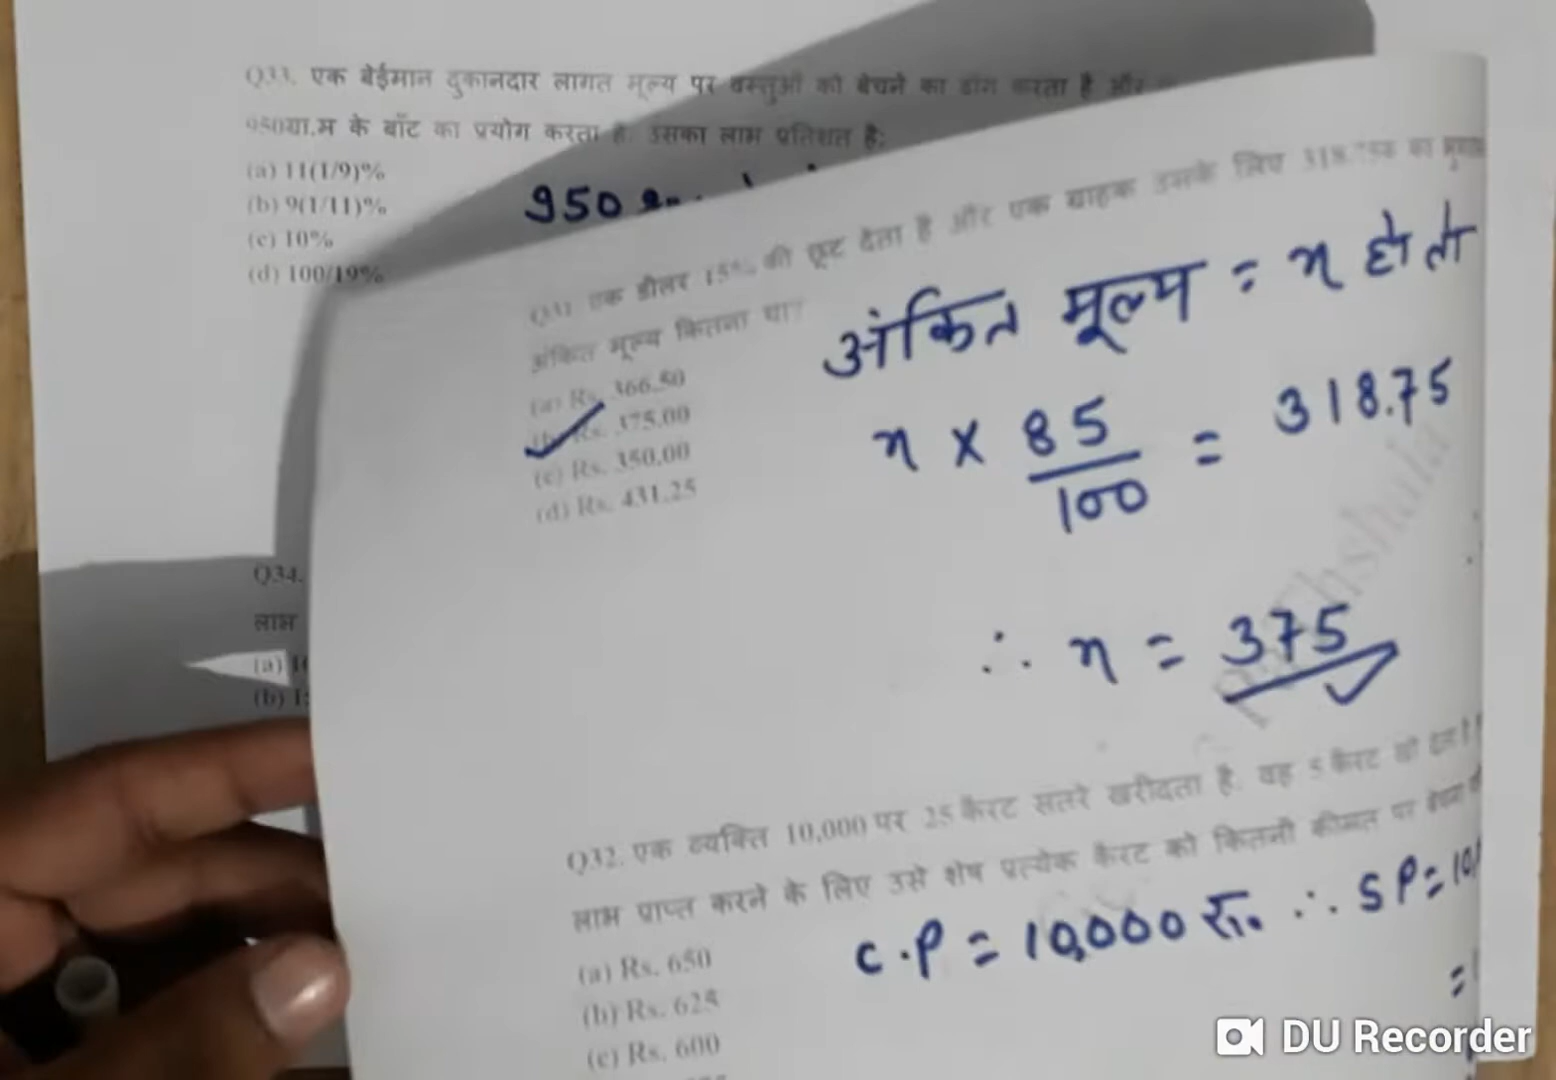 Q33. एक बेईमान दुकानदार लागत मूल्य पर वस्तुओं को बेचने का ढोंग करता है और
950ग्रा.म के बाँट का प्रयोग करता है. उसका लाभ प्रतिशत है:
(a) 11(1/9)%
(b) 9(1/11)%
(c) 10%
(d) 100/19%
950
Q31 एक डीलर 15% की छूट देता है और एक ग्राहक उसके लिए 318.75रु का
अंकित मूल्य कितना था?
(a) Rs. 366.50
(b) Rs. 375.00
(c) Rs. 350.00
(d) Rs. 431.25
अंकित मूल्य = n हो तो
n × 85/100 = 318.75
∴ n = 375
Q34.
लाभ
(a)
(b)
Q32. एक व्यक्ति 10,000 पर 25 कैरट सतरे खरीदता है. वह 5 कैरट
लाभ प्राप्त करने के लिए उसे शेष प्रत्येक कैरट को कितनी कीमत पर
C.P = 10,000 रु. ∴ SP = 10,
=
(a) Rs. 650
(b) Rs. 625
(c) Rs. 600
Pathshala
DU Recorder